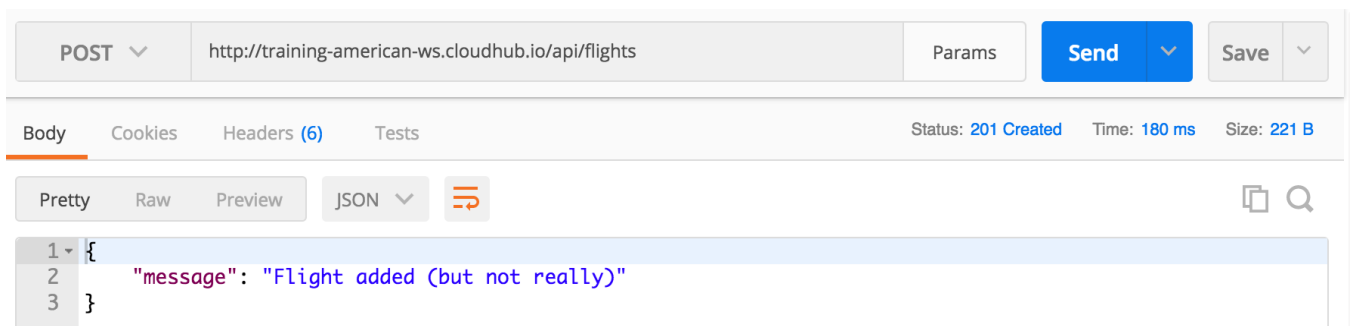 POST http://training-american-ws.cloudhub.io/api/flights Params Send Save
Body Cookies Headers (6) Tests Status: 201 Created Time: 180 ms Size: 221 B
Pretty Raw Preview JSON
1 {
2 "message": "Flight added (but not really)"
3 }